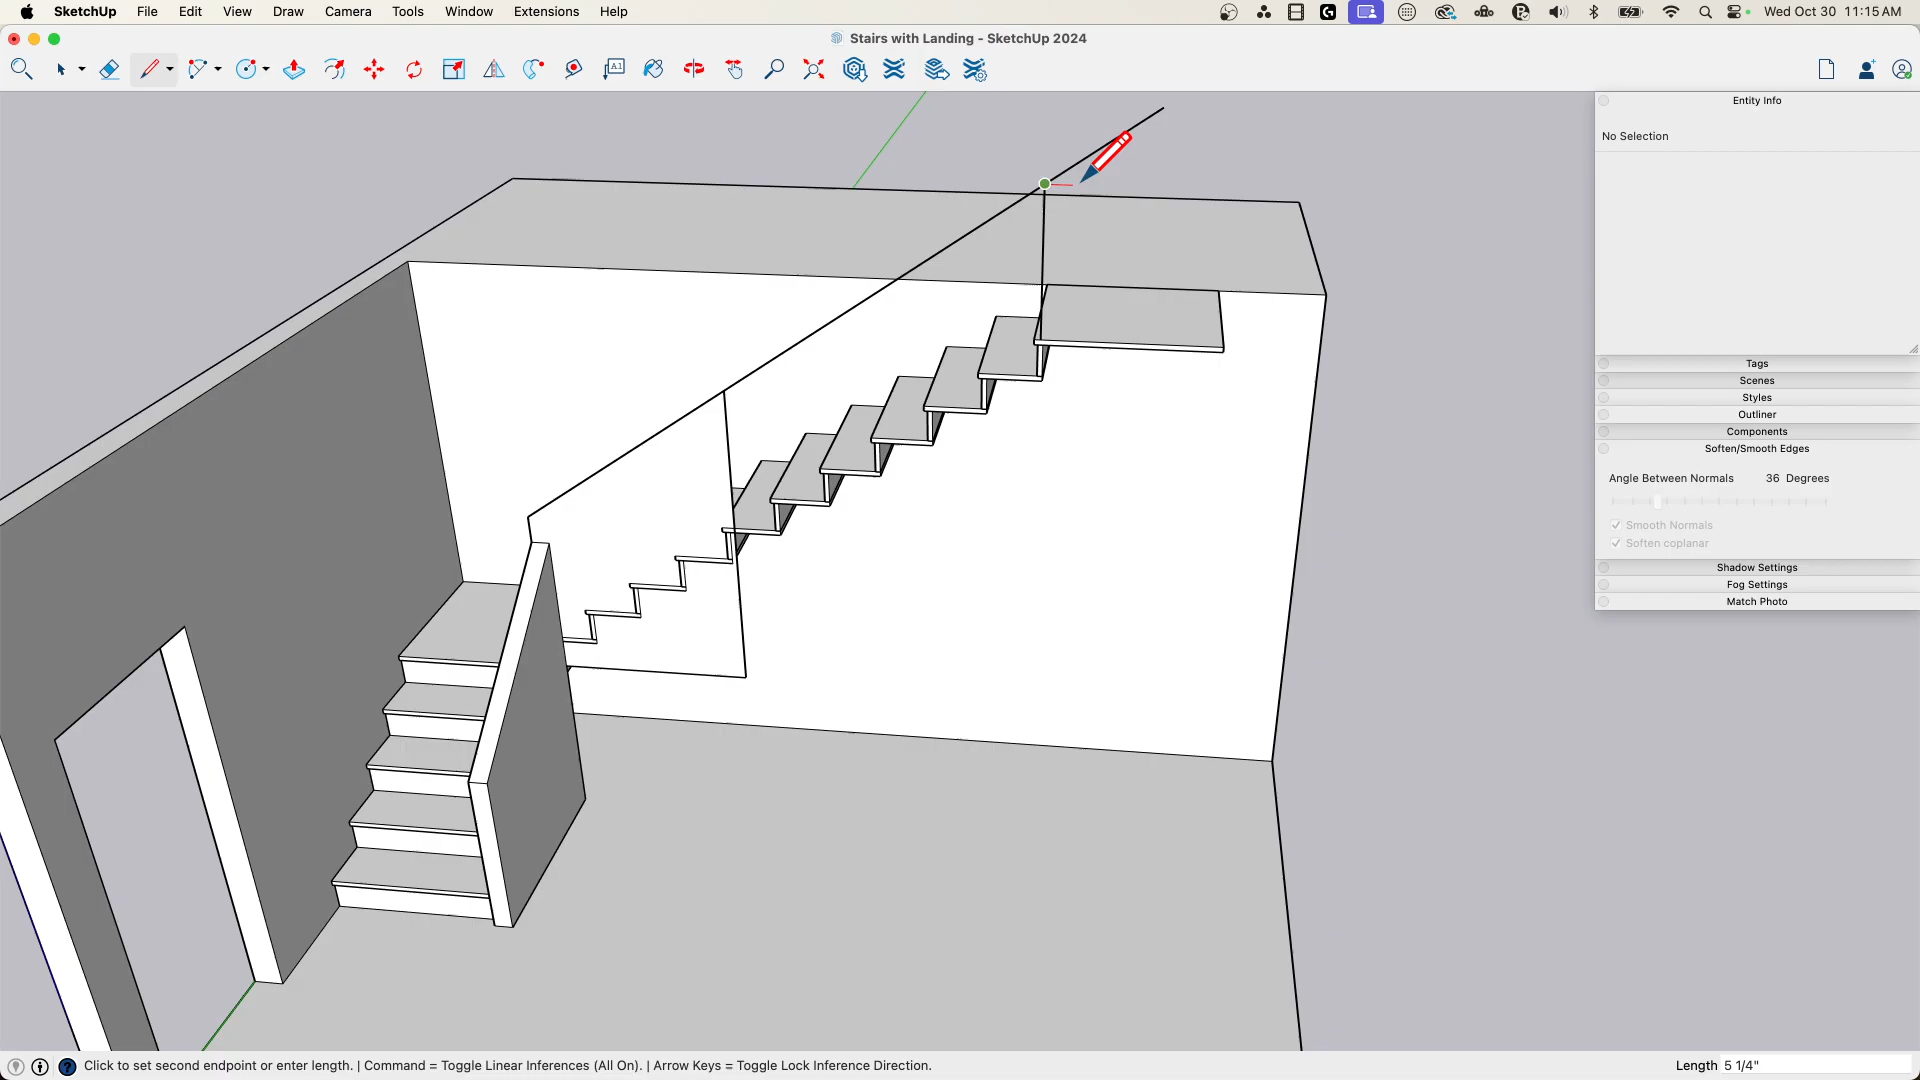 SketchUp File Edit View Draw Camera Tools Window Extensions Help Wed Oct 30 11:15 AM
Stairs with Landing - SketchUp 2024
A1
Entity Info
No Selection
Tags
Scenes
Styles
Outliner
Components
Soften/Smooth Edges
Angle Between Normals 36 Degrees
Smooth Normals
Soften coplanar
Shadow Settings
Fog Settings
Match Photo
Click to set second endpoint or enter length. | Command = Toggle Linear Inferences (All On). | Arrow Keys = Toggle Lock Inference Direction. Length 5 1/4"